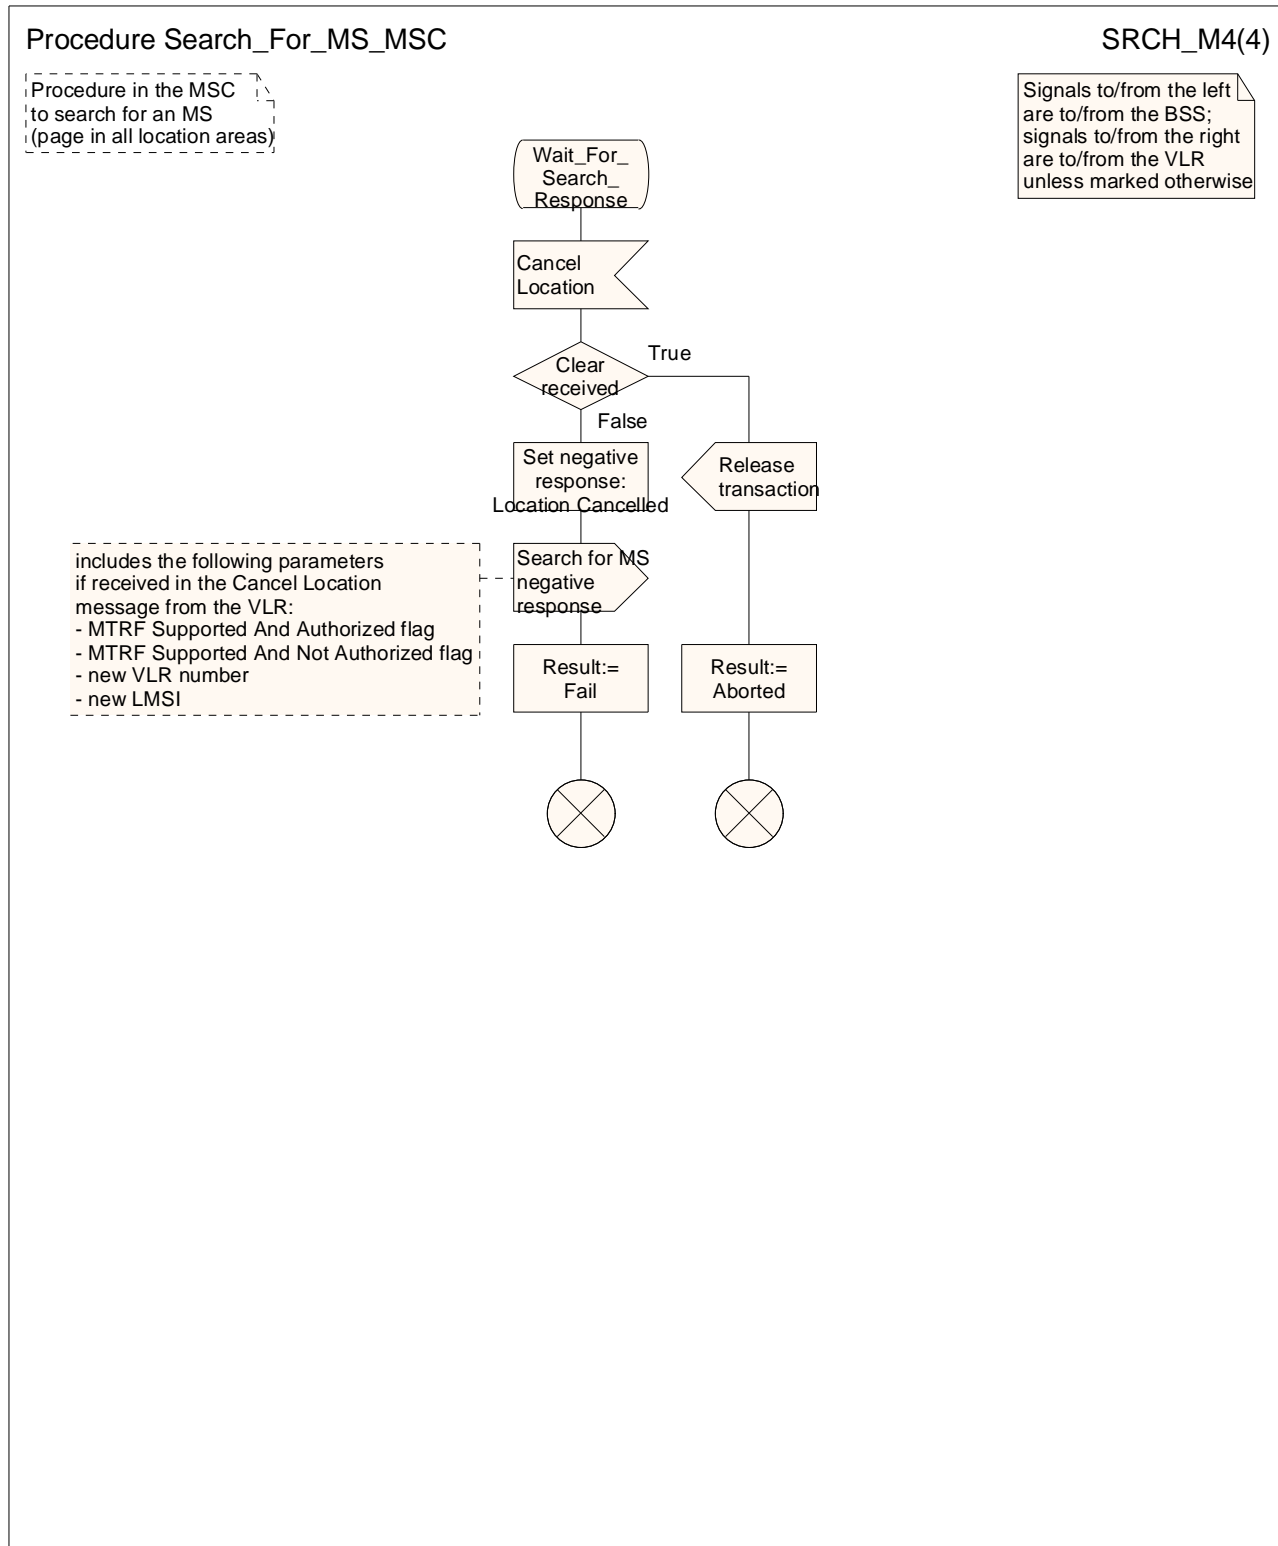 Procedure Search_For_MS_MSC
SRCH_M4(4)
Procedure in the MSC
to search for an MS
(page in all location areas)
Signals to/from the left
are to/from the BSS;
signals to/from the right
are to/from the VLR
unless marked otherwise
Wait_For_
Search_
Response
Cancel
Location
Clear
received
True
False
Set negative
response:
Location Cancelled
Release
transaction
includes the following parameters
if received in the Cancel Location
message from the VLR:
- MTRF Supported And Authorized flag
- MTRF Supported And Not Authorized flag
- new VLR number
- new LMSI
Search for MS
negative
response
Result:=
Fail
Result:=
Aborted